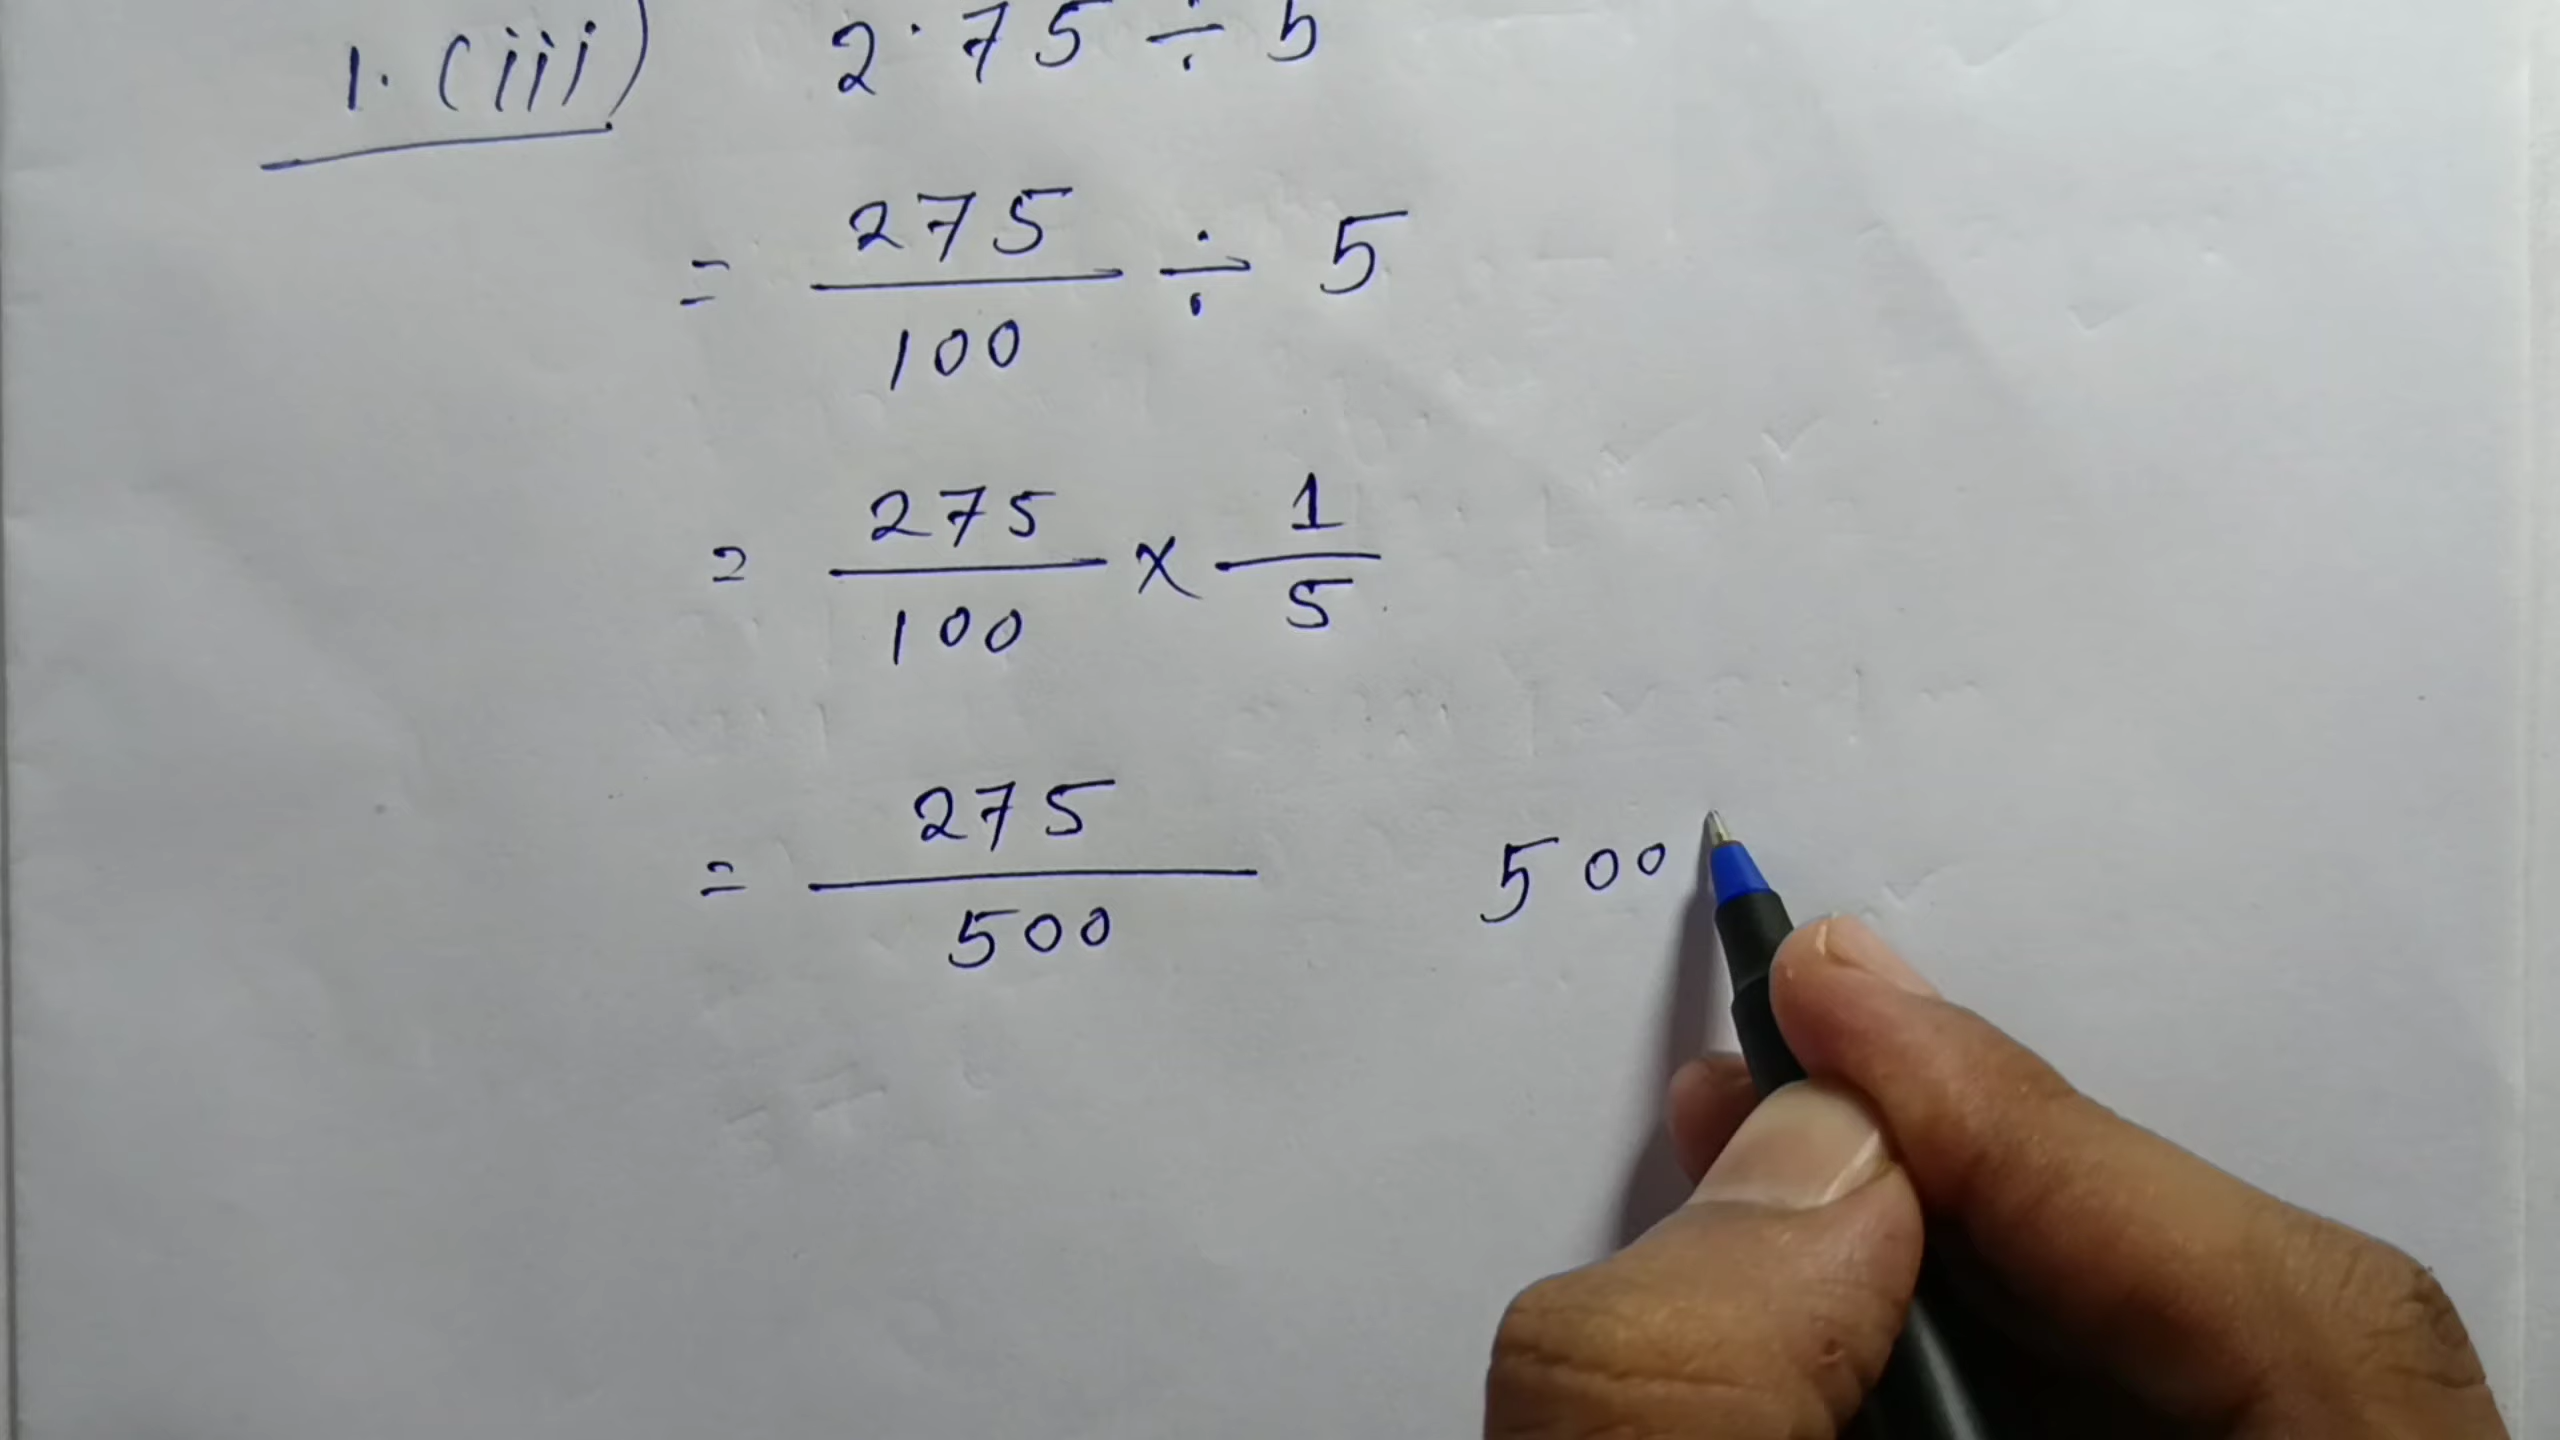 1. (iii) 2.75 ÷ 5
= 275/100 ÷ 5
= 275/100 × 1/5
= 275/500 500